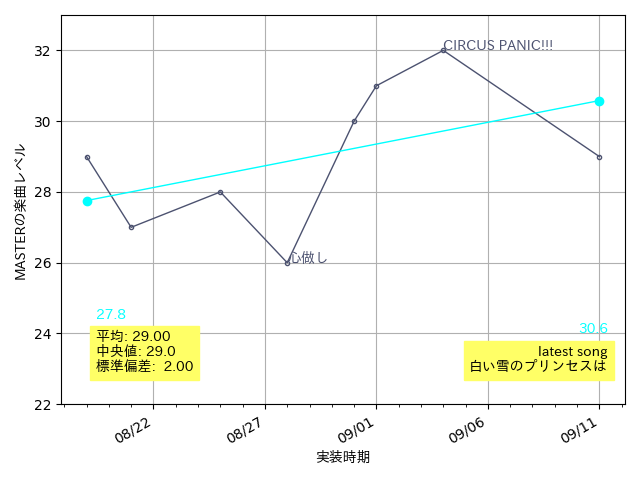 32
30
28
26
24
22
MASTERの楽曲レベル
CIRCUS PANIC!!!
心做し
27.8
平均: 29.00
中央値: 29.0
標準偏差: 2.00
30.6
latest song
白い雪のプリンセスは
08/22
08/27
09/01
09/06
09/11
実装時期